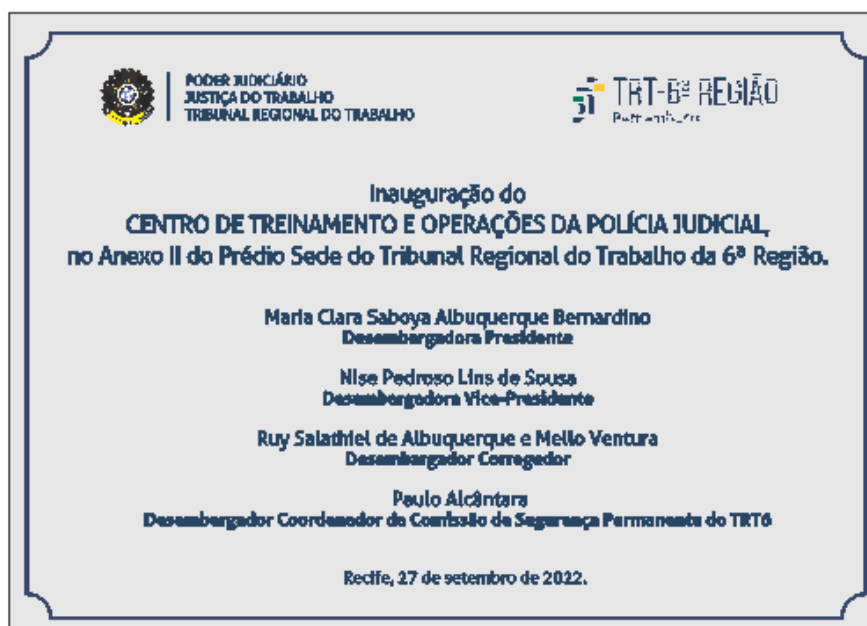 PODER JUDICIÁRIO
JUSTIÇA DO TRABALHO
TRIBUNAL REGIONAL DO TRABALHO
TRT-6ª REGIÃO
Pernambuco
Inauguração do
CENTRO DE TREINAMENTO E OPERAÇÕES DA POLÍCIA JUDICIAL,
no Anexo II do Prédio Sede do Tribunal Regional do Trabalho da 6ª Região.
Maria Clara Saboya Albuquerque Bernardino
Desembargadora Presidente
Nise Pedroso Lins de Sousa
Desembargadora Vice-Presidente
Ruy Salathiel de Albuquerque e Mello Ventura
Desembargador Corregedor
Paulo Alcântara
Desembargador Coordenador da Comissão de Segurança Permanente do TRT6
Recife, 27 de setembro de 2022.